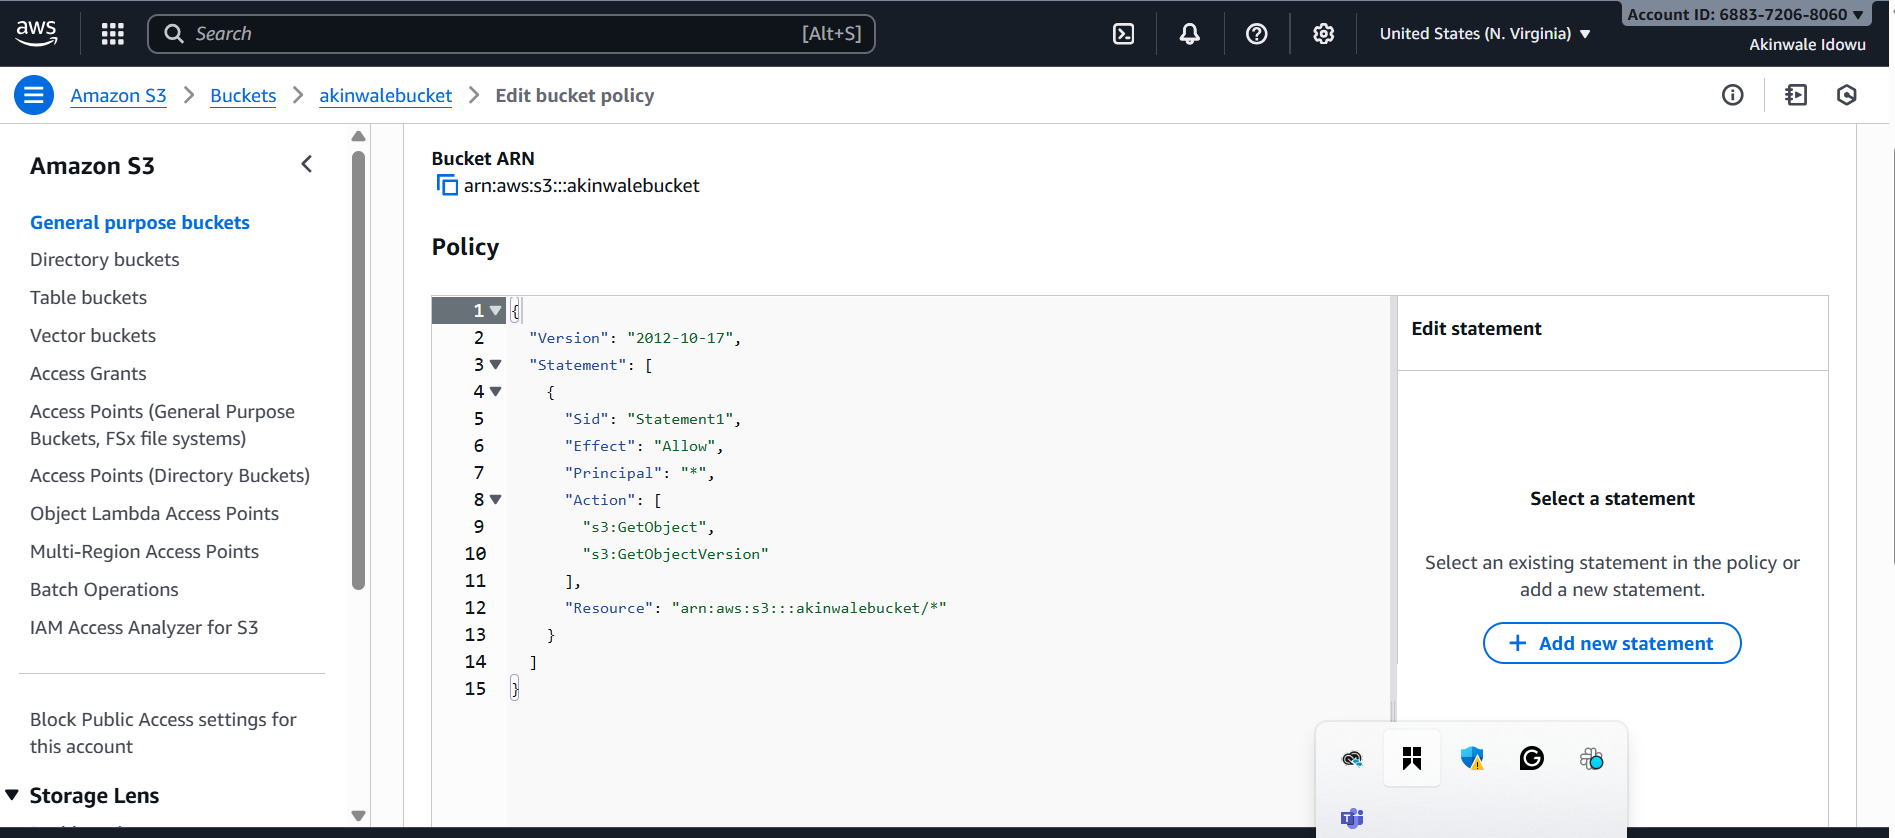 aws
Search
[Alt+S]
United States (N. Virginia)
Account ID: 6883-7206-8060
Akinwale Idowu
Amazon S3
Buckets
akinwalebucket
Edit bucket policy
Amazon S3
General purpose buckets
Directory buckets
Table buckets
Vector buckets
Access Grants
Access Points (General Purpose
Buckets, FSx file systems)
Access Points (Directory Buckets)
Object Lambda Access Points
Multi-Region Access Points
Batch Operations
IAM Access Analyzer for S3
Block Public Access settings for
this account
Storage Lens
Bucket ARN
arn:aws:s3:::akinwalebucket
Policy
1 {
2 "Version": "2012-10-17",
3 "Statement": [
4 {
5 "Sid": "Statement1",
6 "Effect": "Allow",
7 "Principal": "*",
8 "Action": [
9 "s3:GetObject",
10 "s3:GetObjectVersion"
11 ],
12 "Resource": "arn:aws:s3:::akinwalebucket/*"
13 }
14 ]
15 }
Edit statement
Select a statement
Select an existing statement in the policy or
add a new statement.
+ Add new statement